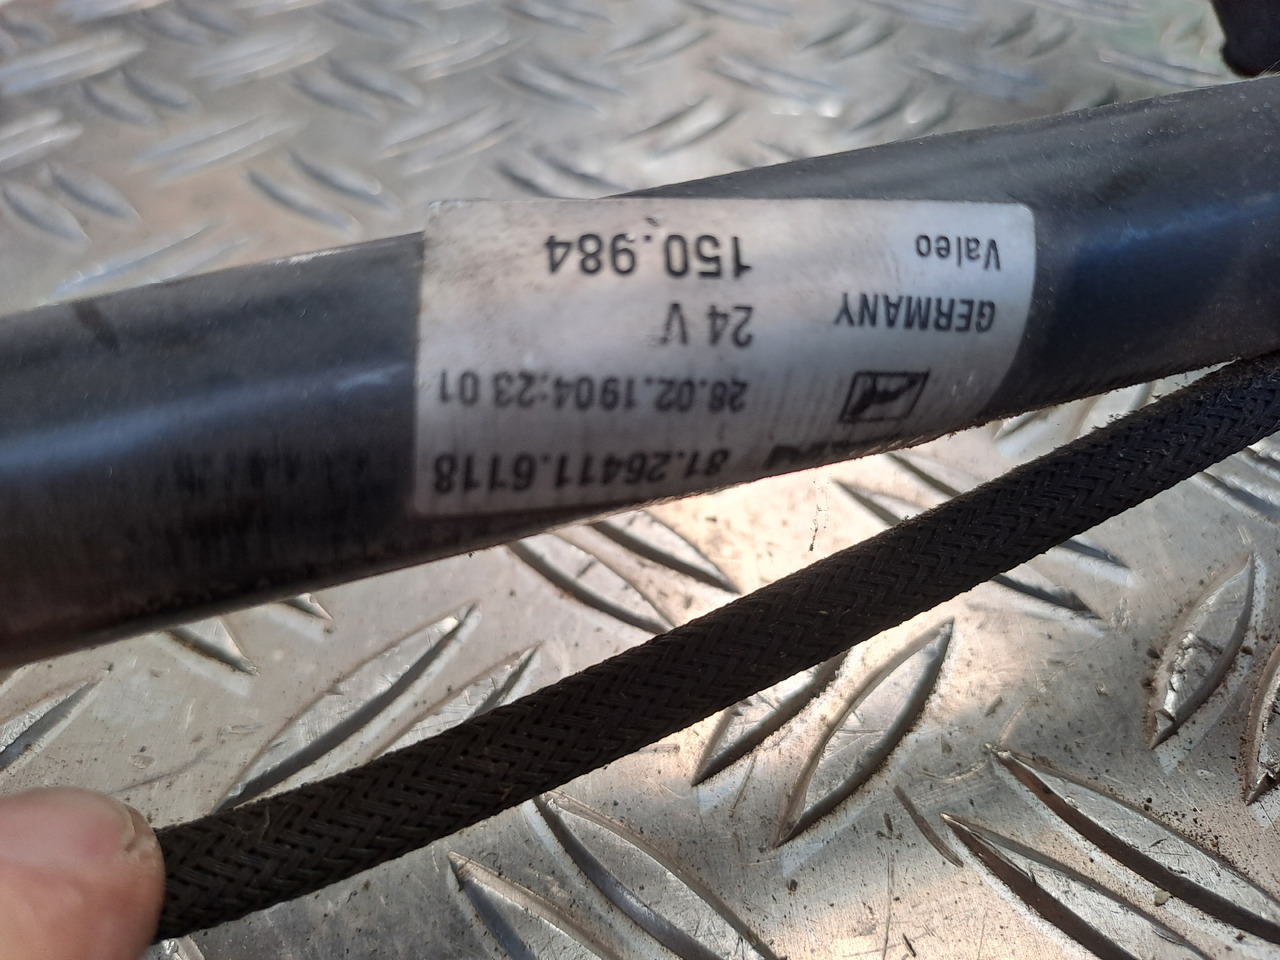 81.26411.6118
28.02.1904:23 01
GERMANY 24 V
Valeo 150.984